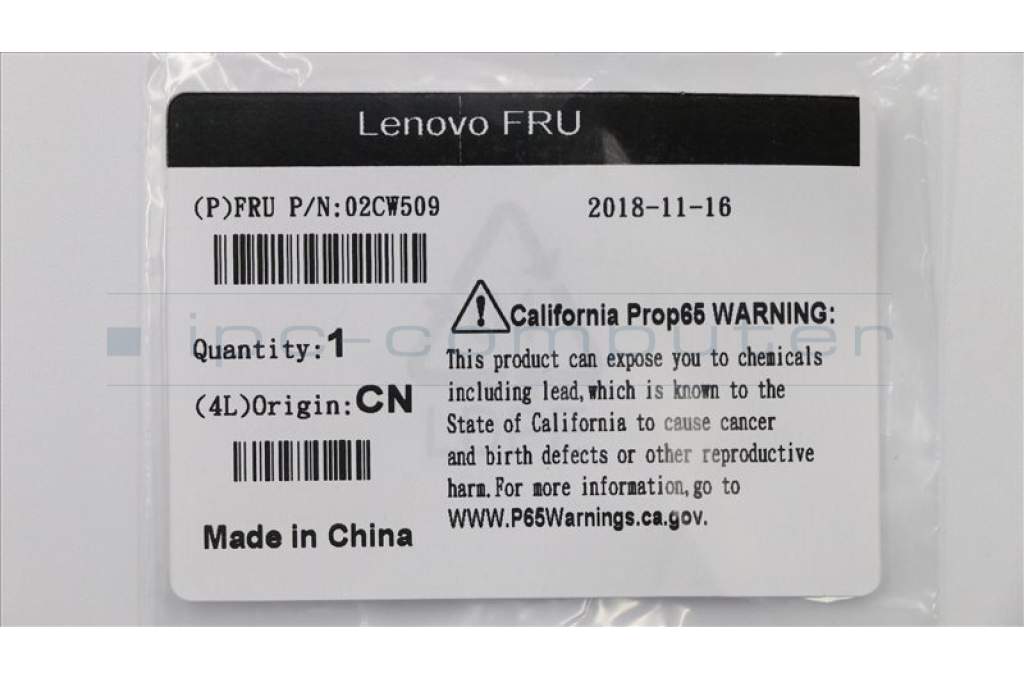 Lenovo FRU
(P)FRU P/N:02CW509
2018-11-16
Quantity:1
(4L)Origin:CN
Made in China
California Prop65 WARNING:
This product can expose you to chemicals
including lead,which is known to the
State of California to cause cancer
and birth defects or other reproductive
harm.For more information,go to
WWW.P65Warnings.ca.gov.
ipc-computer